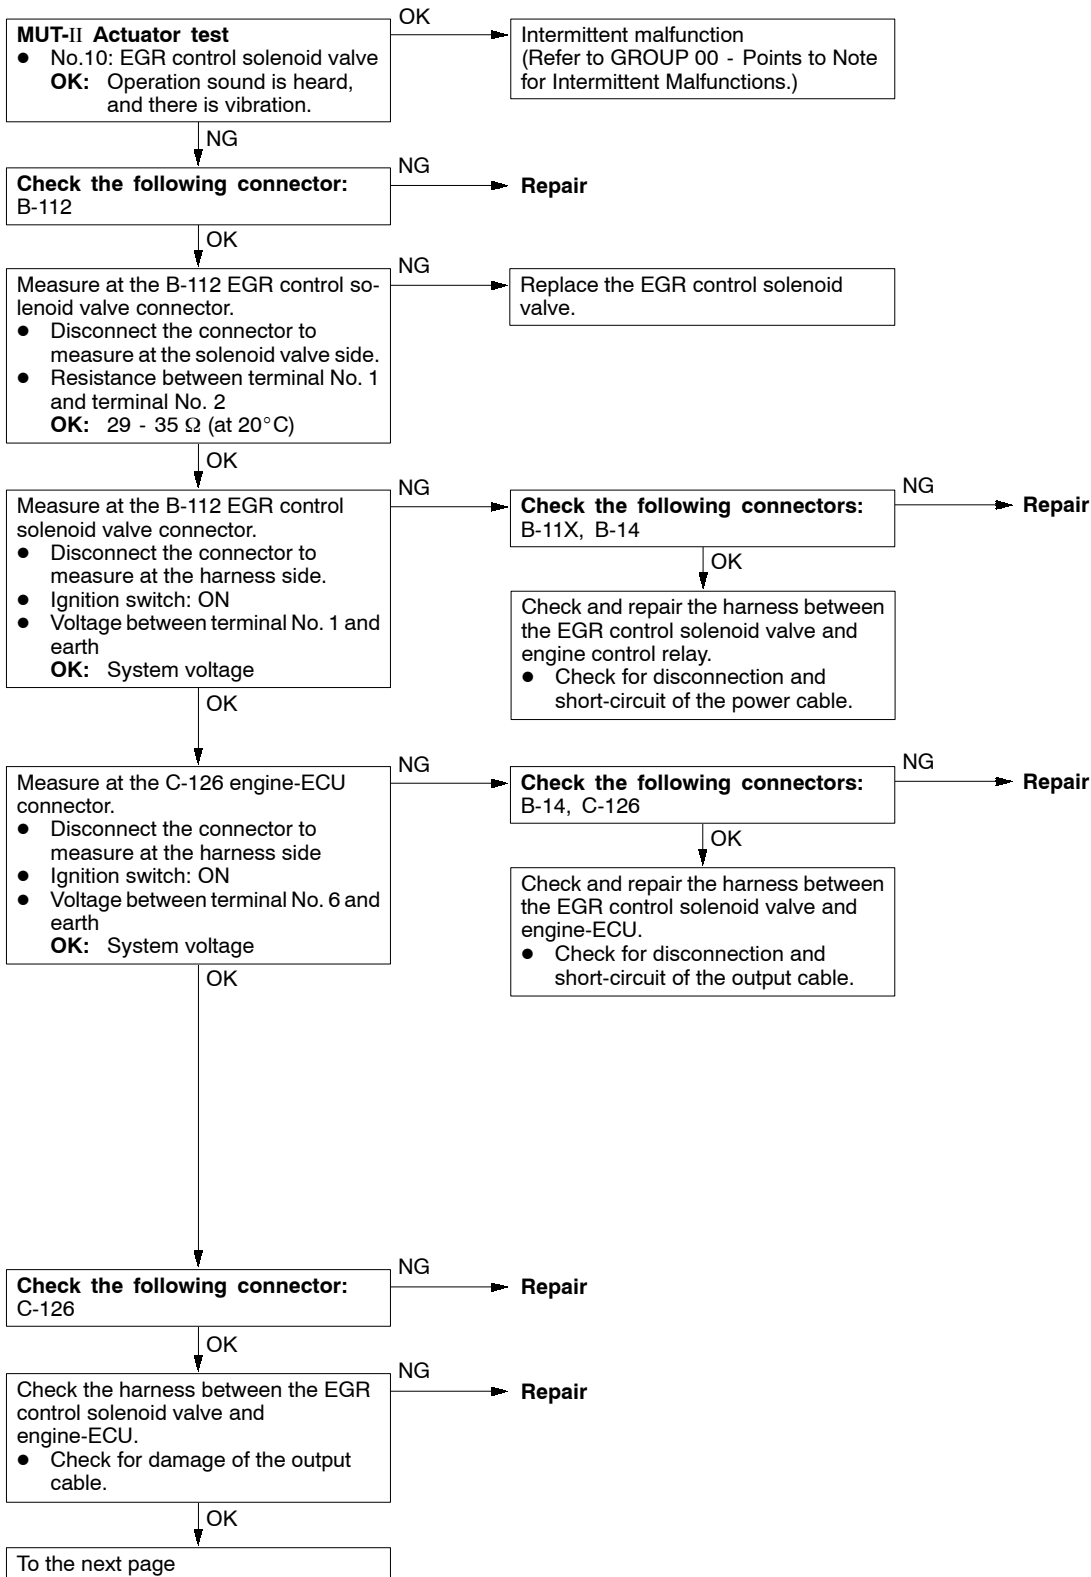 MUT-II Actuator test
● No.10: EGR control solenoid valve
OK: Operation sound is heard,
and there is vibration.
OK
Intermittent malfunction
(Refer to GROUP 00 - Points to Note
for Intermittent Malfunctions.)
NG
Check the following connector:
B-112
NG
Repair
OK
Measure at the B-112 EGR control so-
lenoid valve connector.
● Disconnect the connector to
measure at the solenoid valve side.
● Resistance between terminal No. 1
and terminal No. 2
OK: 29 - 35 Ω (at 20°C)
NG
Replace the EGR control solenoid
valve.
OK
Measure at the B-112 EGR control
solenoid valve connector.
● Disconnect the connector to
measure at the harness side.
● Ignition switch: ON
● Voltage between terminal No. 1 and
earth
OK: System voltage
NG
Check the following connectors:
B-11X, B-14
NG
Repair
OK
Check and repair the harness between
the EGR control solenoid valve and
engine control relay.
● Check for disconnection and
short-circuit of the power cable.
OK
Measure at the C-126 engine-ECU
connector.
● Disconnect the connector to
measure at the harness side
● Ignition switch: ON
● Voltage between terminal No. 6 and
earth
OK: System voltage
NG
Check the following connectors:
B-14, C-126
NG
Repair
OK
Check and repair the harness between
the EGR control solenoid valve and
engine-ECU.
● Check for disconnection and
short-circuit of the output cable.
OK
Check the following connector:
C-126
NG
Repair
OK
Check the harness between the EGR
control solenoid valve and
engine-ECU.
● Check for damage of the output
cable.
NG
Repair
OK
To the next page